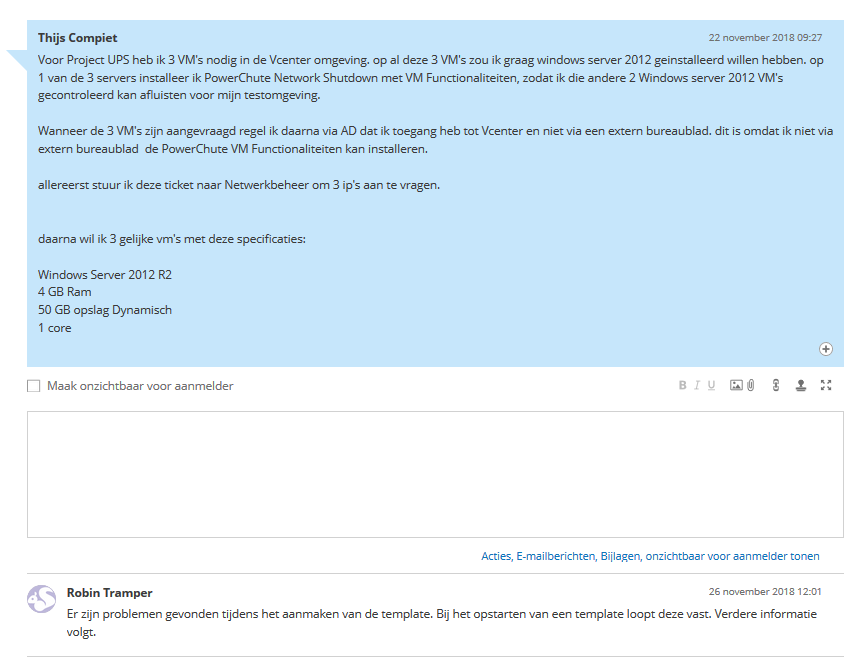 Thijs Compiet
22 november 2018 09:27
Voor Project UPS heb ik 3 VM's nodig in de Vcenter omgeving. op al deze 3 VM's zou ik graag windows server 2012 geinstalleerd willen hebben. op
1 van de 3 servers installeer ik PowerChute Network Shutdown met VM Functionaliteiten, zodat ik die andere 2 Windows server 2012 VM's
gecontroleerd kan afluisten voor mijn testomgeving.
Wanneer de 3 VM's zijn aangevraagd regel ik daarna via AD dat ik toegang heb tot Vcenter en niet via een extern bureaublad. dit is omdat ik niet via
extern bureaublad de PowerChute VM Functionaliteiten kan installeren.
allereerst stuur ik deze ticket naar Netwerkbeheer om 3 ip's aan te vragen.
daarna wil ik 3 gelijke vm's met deze specificaties:
Windows Server 2012 R2
4 GB Ram
50 GB opslag Dynamisch
1 core
Maak onzichtbaar voor aanmelder
B I U
Acties, E-mailberichten, Bijlagen, onzichtbaar voor aanmelder tonen
Robin Tramper
26 november 2018 12:01
Er zijn problemen gevonden tijdens het aanmaken van de template. Bij het opstarten van een template loopt deze vast. Verdere informatie
volgt.